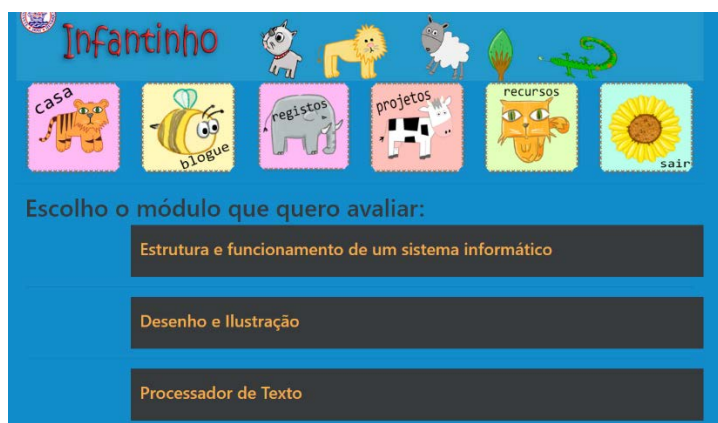 Infantinho
casa
blogue
registos
projetos
recursos
sair
Escolho o módulo que quero avaliar:
Estrutura e funcionamento de um sistema informático
Desenho e Ilustração
Processador de Texto